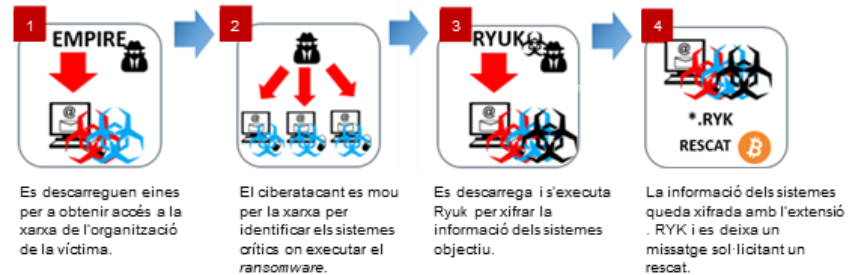 1
EMPIRE
@
Es descarreguen eines
per a obtenir accés a la
xarxa de l'organització
de la víctima.
2
@ @ @
El ciberatacant es mou
per la xarxa per
identificar els sistemes
crítics on executar el
ransomware.
3
RYUK
@
Es descarrega i s'executa
Ryuk per xifrar la
informació dels sistemes
objectiu.
4
@
*.RYK
RESCAT
La informació dels sistemes
queda xifrada amb l'extensió
. RYK i es deixa un
missatge sol·licitant un
rescat.